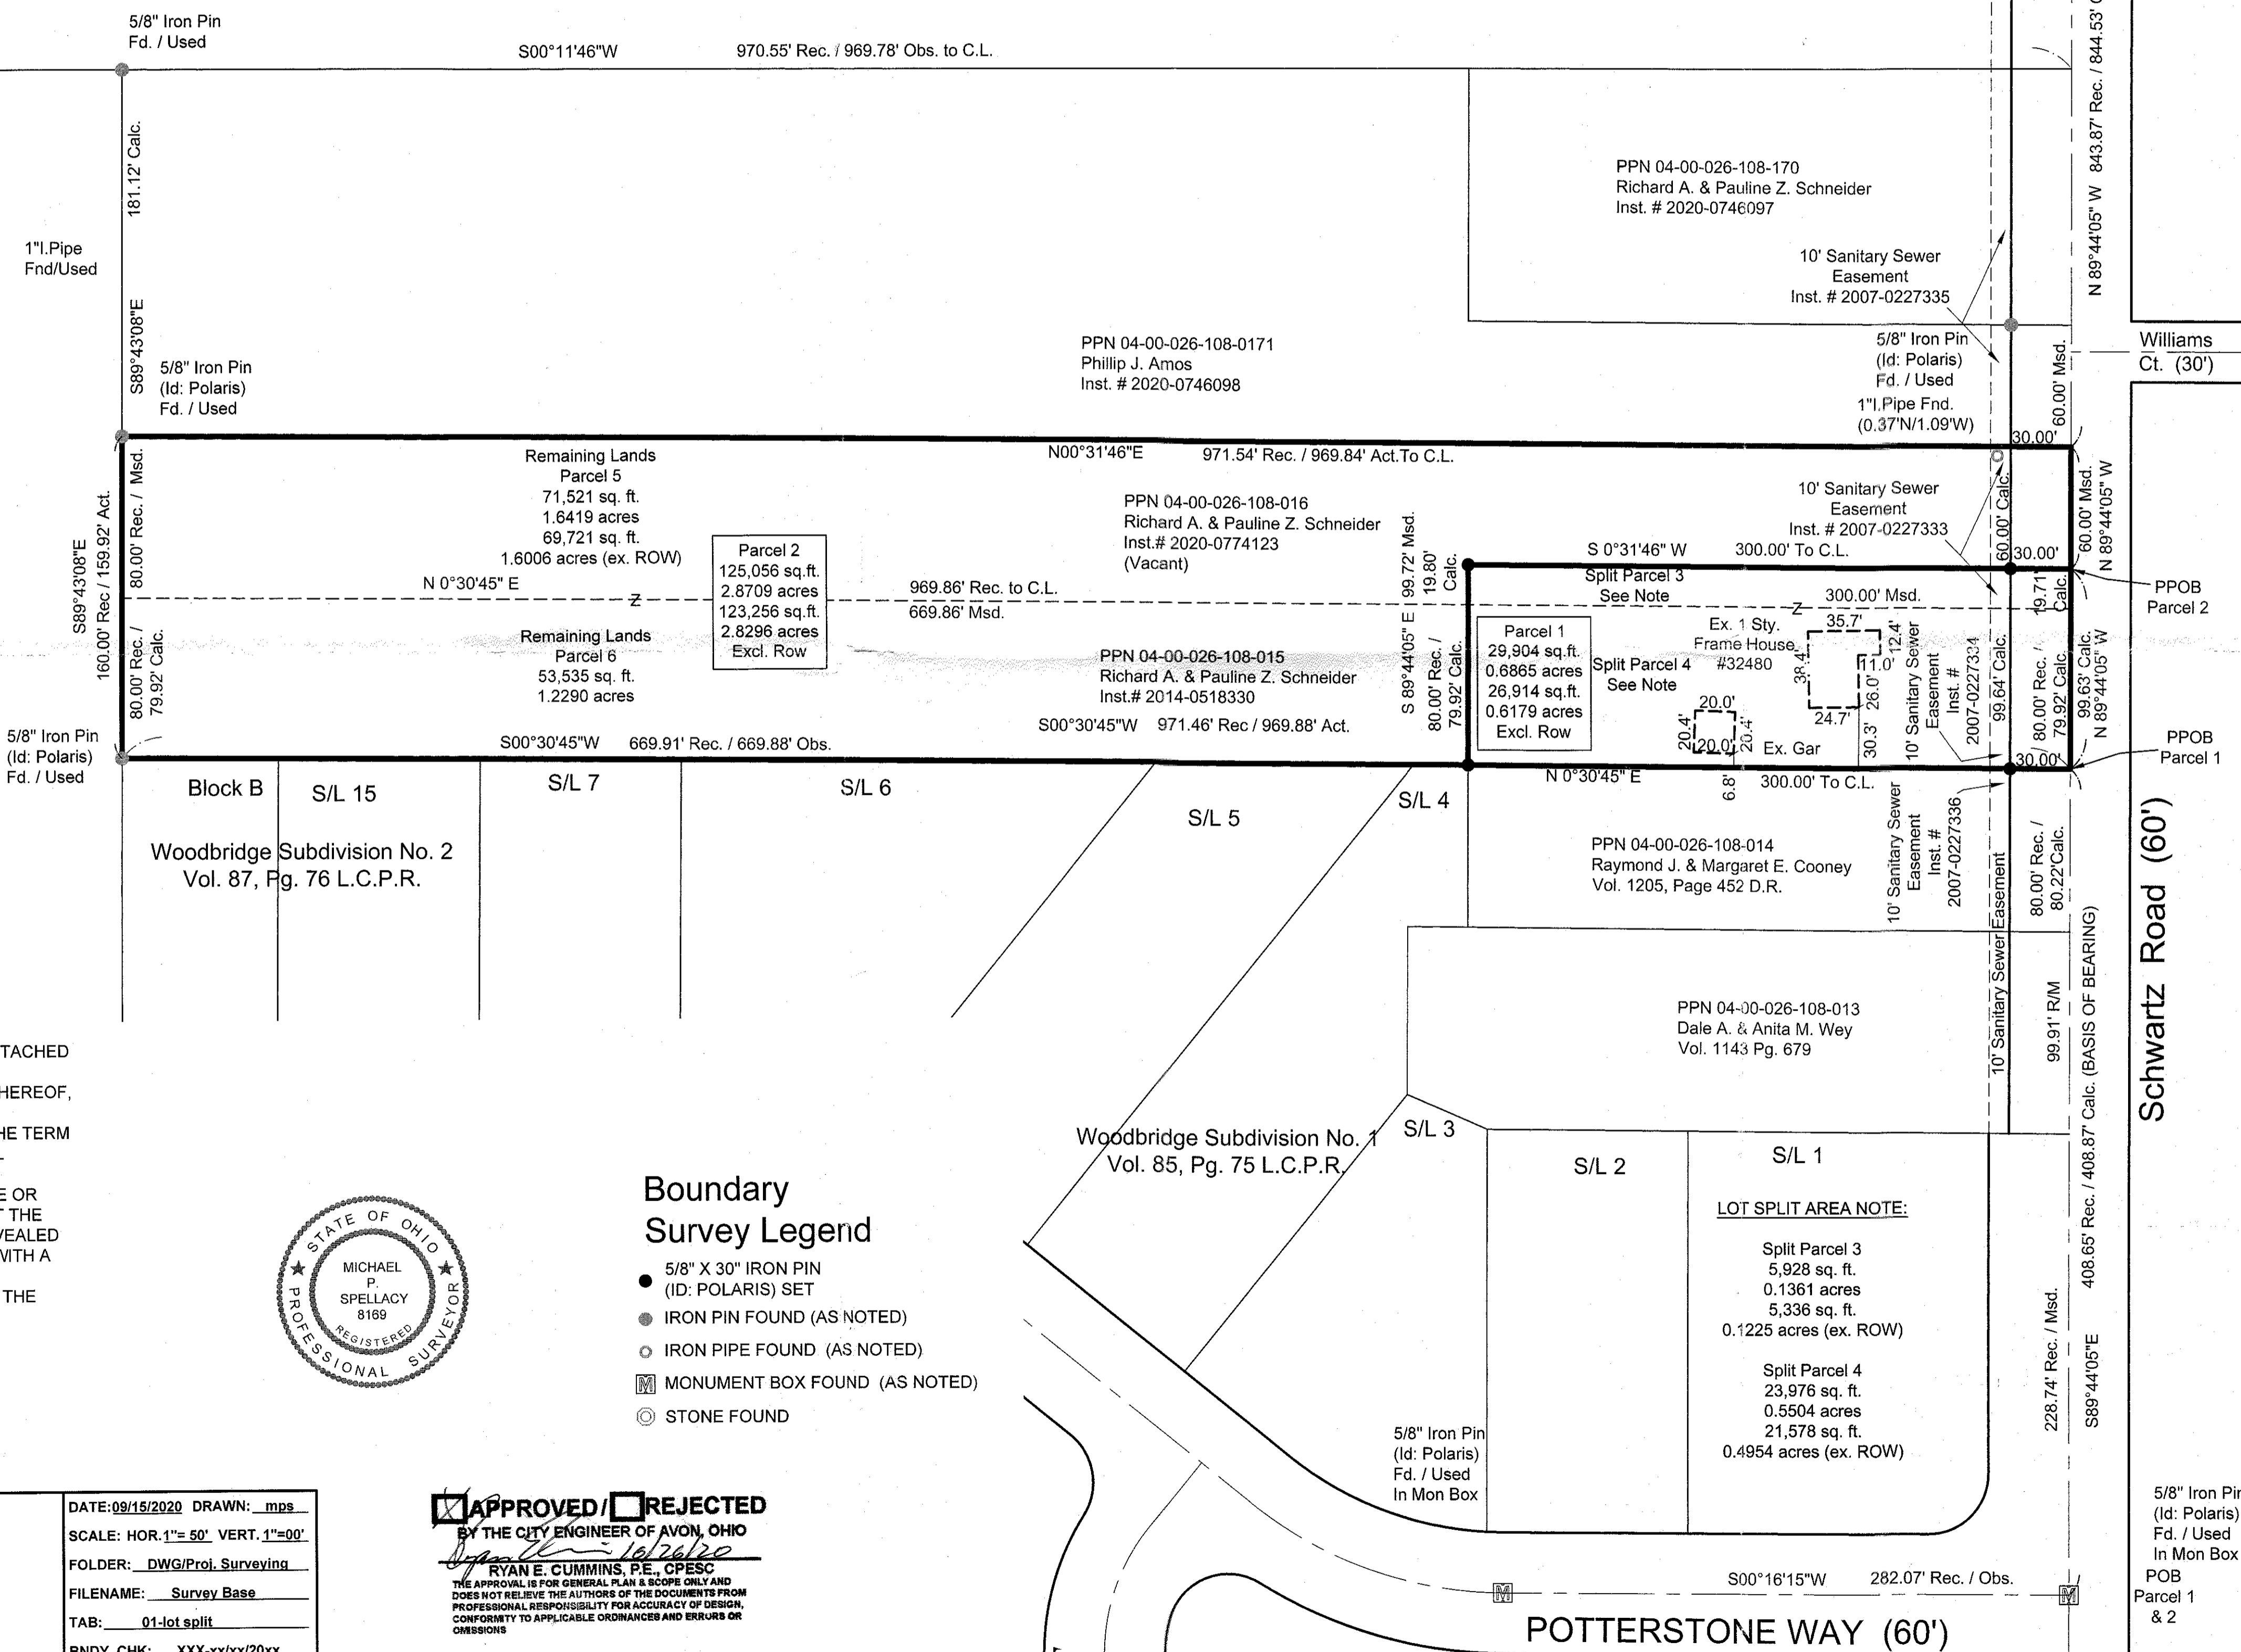 5/8" Iron Pin
Fd. / Used
S00°11'46"W 970.55' Rec. / 969.78' Obs. to C.L.
181.12' Calc.
S89°43'08"E
1"I.Pipe
Fnd/Used
5/8" Iron Pin
(Id: Polaris)
Fd. / Used
PPN 04-00-026-108-170
Richard A. & Pauline Z. Schneider
Inst. # 2020-0746097
10' Sanitary Sewer
Easement
Inst. # 2007-0227335
N 89°44'05" W 843.87' Rec. / 844.53'
PPN 04-00-026-108-0171
Phillip J. Amos
Inst. # 2020-0746098
5/8" Iron Pin
(Id: Polaris)
Fd. / Used
1"I.Pipe Fnd.
(0.37'N/1.09'W)
60.00' Msd.
30.00'
Williams
Ct. (30')
N00°31'46"E 971.54' Rec. / 969.84' Act.To C.L.
S89°43'08"E
160.00' Rec / 159.92' Act.
80.00' Rec. / Msd.
80.00' Rec. /
79.92' Calc.
Remaining Lands
Parcel 5
71,521 sq. ft.
1.6419 acres
69,721 sq. ft.
1.6006 acres (ex. ROW)
Parcel 2
125,056 sq.ft.
2.8709 acres
123,256 sq.ft.
2.8296 acres
Excl. Row
N 0°30'45" E
Z
969.86' Rec. to C.L.
669.86' Msd.
PPN 04-00-026-108-016
Richard A. & Pauline Z. Schneider
Inst.# 2020-0774123
(Vacant)
Remaining Lands
Parcel 6
53,535 sq. ft.
1.2290 acres
PPN 04-00-026-108-015
Richard A. & Pauline Z. Schneider
Inst.# 2014-0518330
S00°30'45"W 971.46' Rec / 969.88' Act.
S00°30'45"W 669.91' Rec. / 669.88' Obs.
S 89°44'05" E 99.72' Msd.
19.80'
Calc.
80.00' Rec. /
79.92' Calc.
10' Sanitary Sewer
Easement
Inst. # 2007-0227333
60.00' Calc.
60.00' Msd.
N 89°44'05" W
S 0°31'46" W 300.00' To C.L.
30.00'
Split Parcel 3
See Note
300.00' Msd.
Z
19.71'
Calc.
PPOB
Parcel 2
Parcel 1
29,904 sq.ft.
0.6865 acres
26,914 sq.ft.
0.6179 acres
Excl. Row
Split Parcel 4
See Note
Ex. 1 Sty.
Frame House
#32480
35.7'
12.4'
11.0'
38.4'
26.0'
24.7'
20.0'
20.4'
20.0'
20.4'
30.3'
Ex. Gar
6.8'
10' Sanitary Sewer
Easement
Inst. #
2007-0227334
99.64' Calc.
80.00' Rec. /
79.92' Calc.
99.63' Calc.
N 89°44'05" W
30.00'
PPOB
Parcel 1
5/8" Iron Pin
(Id: Polaris)
Fd. / Used
N 0°30'45" E 300.00' To C.L.
Block B
S/L 15
S/L 7
S/L 6
S/L 5
S/L 4
Woodbridge Subdivision No. 2
Vol. 87, Pg. 76 L.C.P.R.
PPN 04-00-026-108-014
Raymond J. & Margaret E. Cooney
Vol. 1205, Page 452 D.R.
10' Sanitary Sewer
Easement
Inst. #
2007-0227336
10' Sanitary Sewer Easement
80.00' Rec. /
80.22'Calc.
Schwartz Road (60')
PPN 04-00-026-108-013
Dale A. & Anita M. Wey
Vol. 1143 Pg. 679
99.91' R/M
408.65' Rec. / 408.87' Calc. (BASIS OF BEARING)
S89°44'05"E
228.74' Rec. / Msd.
TACHED
HEREOF,
HE TERM
E OR
T THE
VEALED
WITH A
THE
Woodbridge Subdivision No. 1
Vol. 85, Pg. 75 L.C.P.R.
S/L 3
S/L 2
S/L 1
LOT SPLIT AREA NOTE:
Split Parcel 3
5,928 sq. ft.
0.1361 acres
5,336 sq. ft.
0.1225 acres (ex. ROW)
Split Parcel 4
23,976 sq. ft.
0.5504 acres
21,578 sq. ft.
0.4954 acres (ex. ROW)
STATE OF OHIO
MICHAEL
P.
SPELLACY
8169
REGISTERED
PROFESSIONAL SURVEYOR
Boundary
Survey Legend
5/8" X 30" IRON PIN
(ID: POLARIS) SET
IRON PIN FOUND (AS NOTED)
IRON PIPE FOUND (AS NOTED)
M MONUMENT BOX FOUND (AS NOTED)
STONE FOUND
5/8" Iron Pin
(Id: Polaris)
Fd. / Used
In Mon Box
5/8" Iron Pin
(Id: Polaris)
Fd. / Used
In Mon Box
POB
Parcel 1
& 2
M
S00°16'15"W 282.07' Rec. / Obs.
M
POTTERSTONE WAY (60')
DATE:09/15/2020 DRAWN: mps
SCALE: HOR.1"= 50' VERT. 1"=00'
FOLDER: DWG/Proj. Surveying
FILENAME: Survey Base
TAB: 01-lot split
BNDY. CHK: XXX-xx/xx/20xx
X APPROVED/ REJECTED
BY THE CITY ENGINEER OF AVON, OHIO
10/26/20
RYAN E. CUMMINS, P.E., CPESC
THE APPROVAL IS FOR GENERAL PLAN & SCOPE ONLY AND
DOES NOT RELIEVE THE AUTHORS OF THE DOCUMENTS FROM
PROFESSIONAL RESPONSIBILITY FOR ACCURACY OF DESIGN,
CONFORMITY TO APPLICABLE ORDINANCES AND ERRORS OR
OMISSIONS